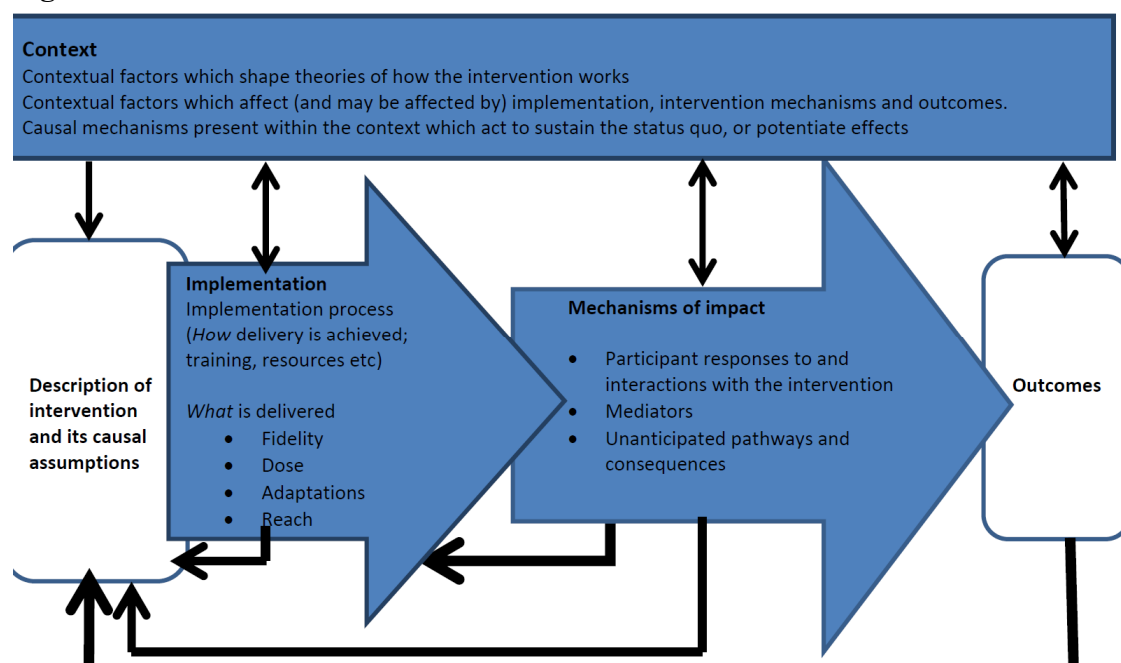 Context
Contextual factors which shape theories of how the intervention works
Contextual factors which affect (and may be affected by) implementation, intervention mechanisms and outcomes.
Causal mechanisms present within the context which act to sustain the status quo, or potentiate effects
Description of
intervention
and its causal
assumptions
Implementation
Implementation process
(How delivery is achieved;
training, resources etc)
What is delivered
• Fidelity
• Dose
• Adaptations
• Reach
Mechanisms of impact
• Participant responses to and
interactions with the intervention
• Mediators
• Unanticipated pathways and
consequences
Outcomes